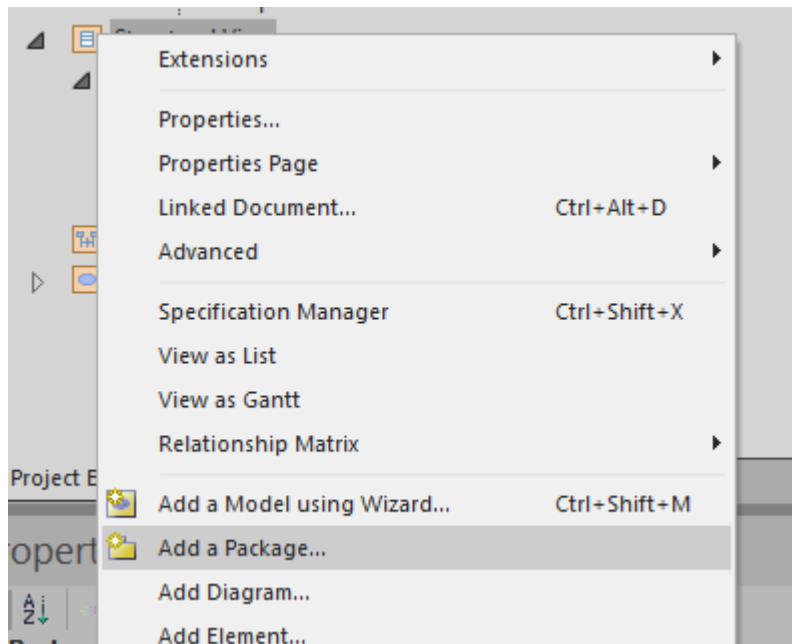 Extensions
Properties...
Properties Page
Linked Document... Ctrl+Alt+D
Advanced
Specification Manager Ctrl+Shift+X
View as List
View as Gantt
Relationship Matrix
Project E
Add a Model using Wizard... Ctrl+Shift+M
opert
Add a Package...
Add Diagram...
Add Element...